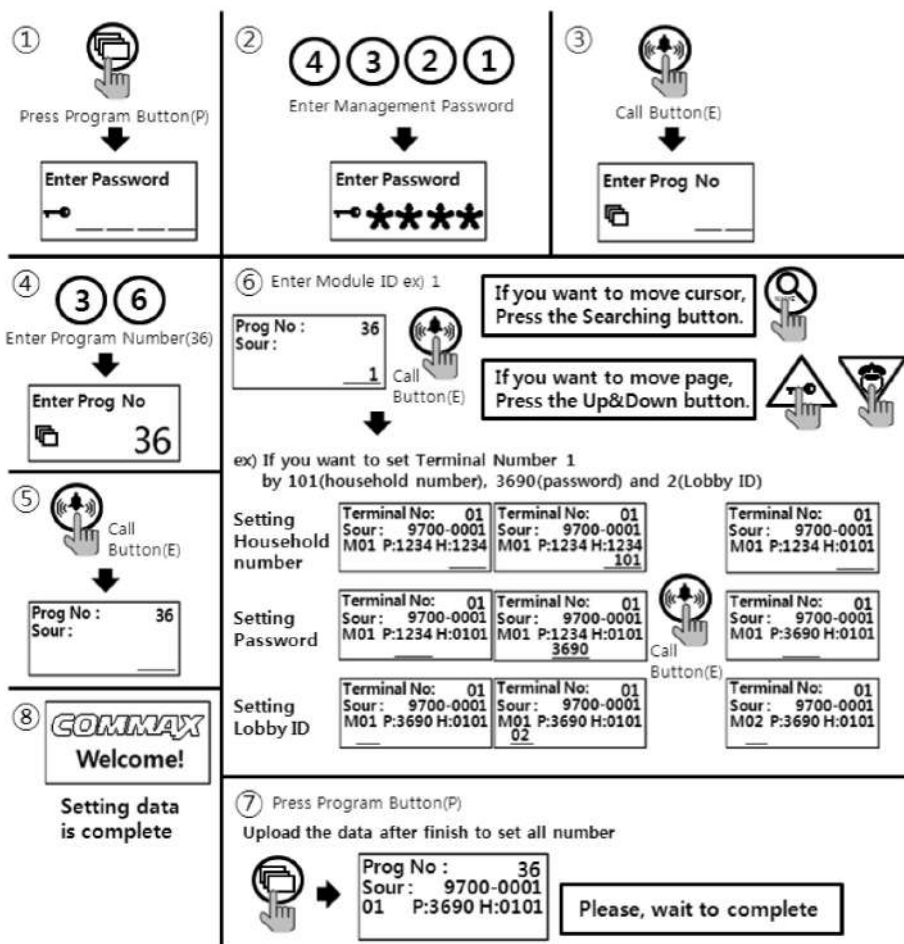 ①
Press Program Button(P)
Enter Password
②
4 3 2 1
Enter Management Password
Enter Password
③
Call Button(E)
Enter Prog No
④
3 6
Enter Program Number(36)
Enter Prog No
36
⑤
Call
Button(E)
Prog No : 36
Sour :
⑥ Enter Module ID ex) 1
Prog No : 36
Sour :
1
Call
Button(E)
If you want to move cursor,
Press the Searching button.
NAME
If you want to move page,
Press the Up&Down button.
ex) If you want to set Terminal Number 1
by 101(household number), 3690(password) and 2(Lobby ID)
Setting
Household
number
Terminal No: 01
Sour : 9700-0001
M01 P:1234 H:1234
Terminal No: 01
Sour : 9700-0001
M01 P:1234 H:1234
101
Terminal No: 01
Sour : 9700-0001
M01 P:1234 H:0101
Setting
Password
Terminal No: 01
Sour : 9700-0001
M01 P:1234 H:0101
Terminal No: 01
Sour : 9700-0001
M01 P:1234 H:0101
3690
Call
Button(E)
Terminal No: 01
Sour : 9700-0001
M01 P:3690 H:0101
Setting
Lobby ID
Terminal No: 01
Sour : 9700-0001
M01 P:3690 H:0101
Terminal No: 01
Sour : 9700-0001
M01 P:3690 H:0101
02
Terminal No: 01
Sour : 9700-0001
M02 P:3690 H:0101
⑦ Press Program Button(P)
Upload the data after finish to set all number
Prog No : 36
Sour : 9700-0001
01 P:3690 H:0101
Please, wait to complete
⑧
COMMAX
Welcome!
Setting data
is complete